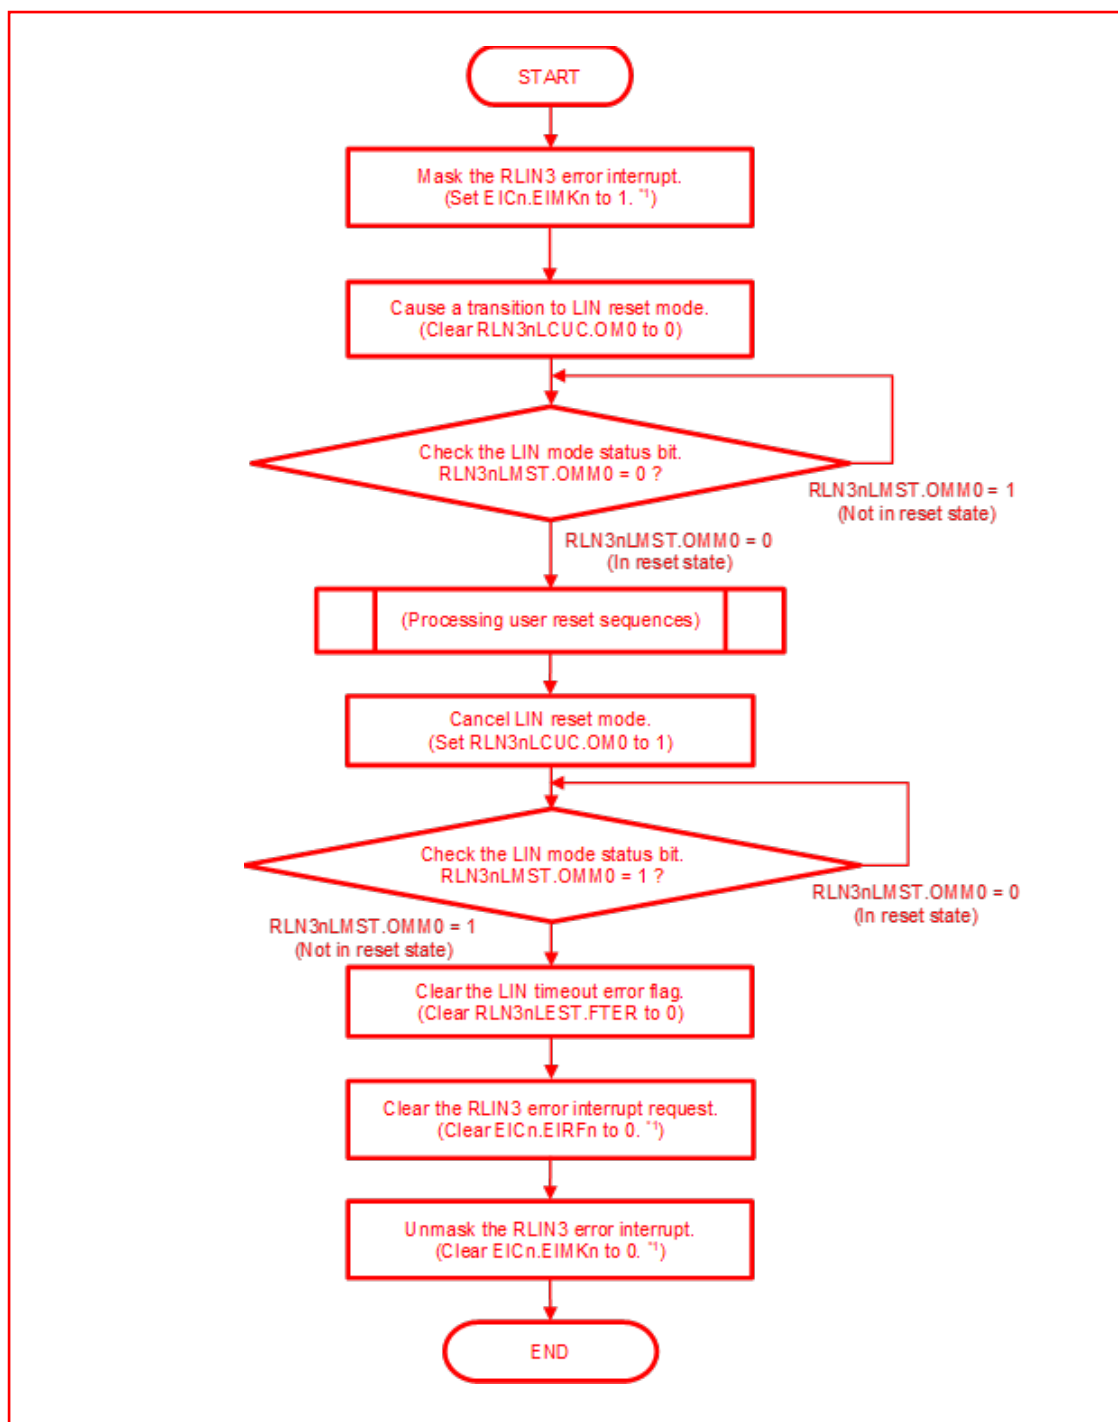 START
Mask the RLIN3 error interrupt.
(Set EICn.EIMKn to 1. *1)
Cause a transition to LIN reset mode.
(Clear RLN3nLCUC.OM0 to 0)
Check the LIN mode status bit.
RLN3nLMST.OMM0 = 0 ?
RLN3nLMST.OMM0 = 1
(Not in reset state)
RLN3nLMST.OMM0 = 0
(In reset state)
(Processing user reset sequences)
Cancel LIN reset mode.
(Set RLN3nLCUC.OM0 to 1)
Check the LIN mode status bit.
RLN3nLMST.OMM0 = 1 ?
RLN3nLMST.OMM0 = 0
(In reset state)
RLN3nLMST.OMM0 = 1
(Not in reset state)
Clear the LIN timeout error flag.
(Clear RLN3nLEST.FTER to 0)
Clear the RLIN3 error interrupt request.
(Clear EICn.EIRFn to 0. *1)
Unmask the RLIN3 error interrupt.
(Clear EICn.EIMKn to 0. *1)
END